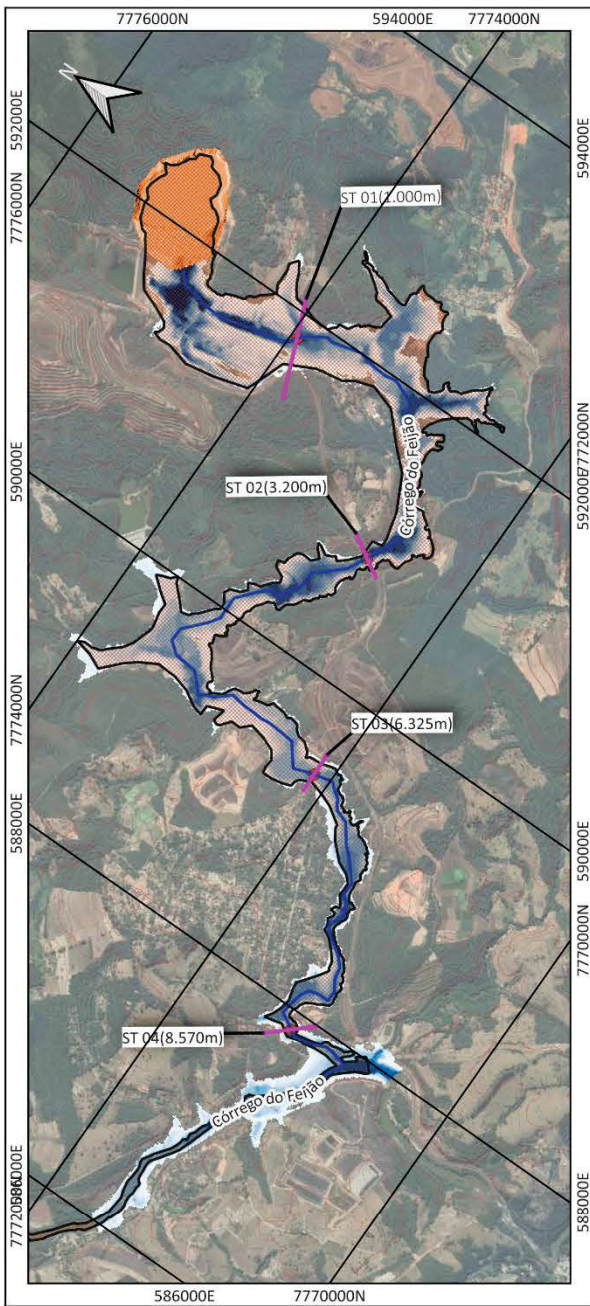 7776000N
594000E
7774000N
N
592000E
7776000N
594000E
ST 01(1.000m)
7772000N
592000E
590000E
Córrego do Feijão
ST 02(3.200m)
7774000N
ST 03(6.325m)
588000E
590000E
7770000N
ST 04(8.570m)
Córrego do Feijão
586000E
7772000N
588000E
586000E
7770000N